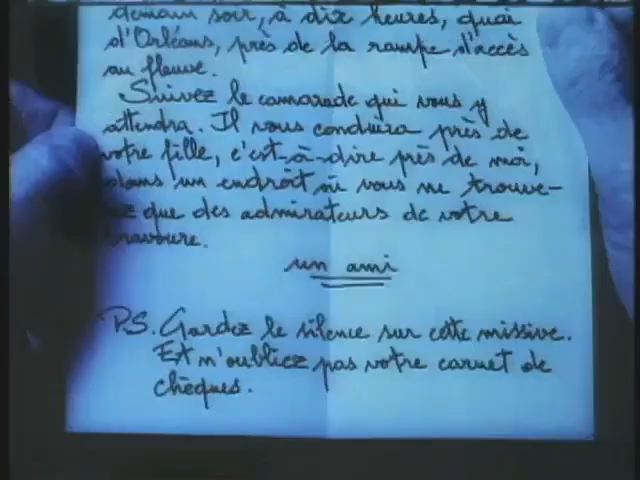 demain soir, à dix heures, quai
d'Orléans, près de la rampe d'accès
au fleuve.
Suivez le camarade qui vous y
attendra. Il vous conduira près de
votre fille, c'est-à-dire près de moi,
dans un endroit où vous ne trouve-
rez que des admirateurs de votre
bravoure.
un ami
PS. Gardez le silence sur cette missive.
Et n'oubliez pas votre carnet de
chèques.